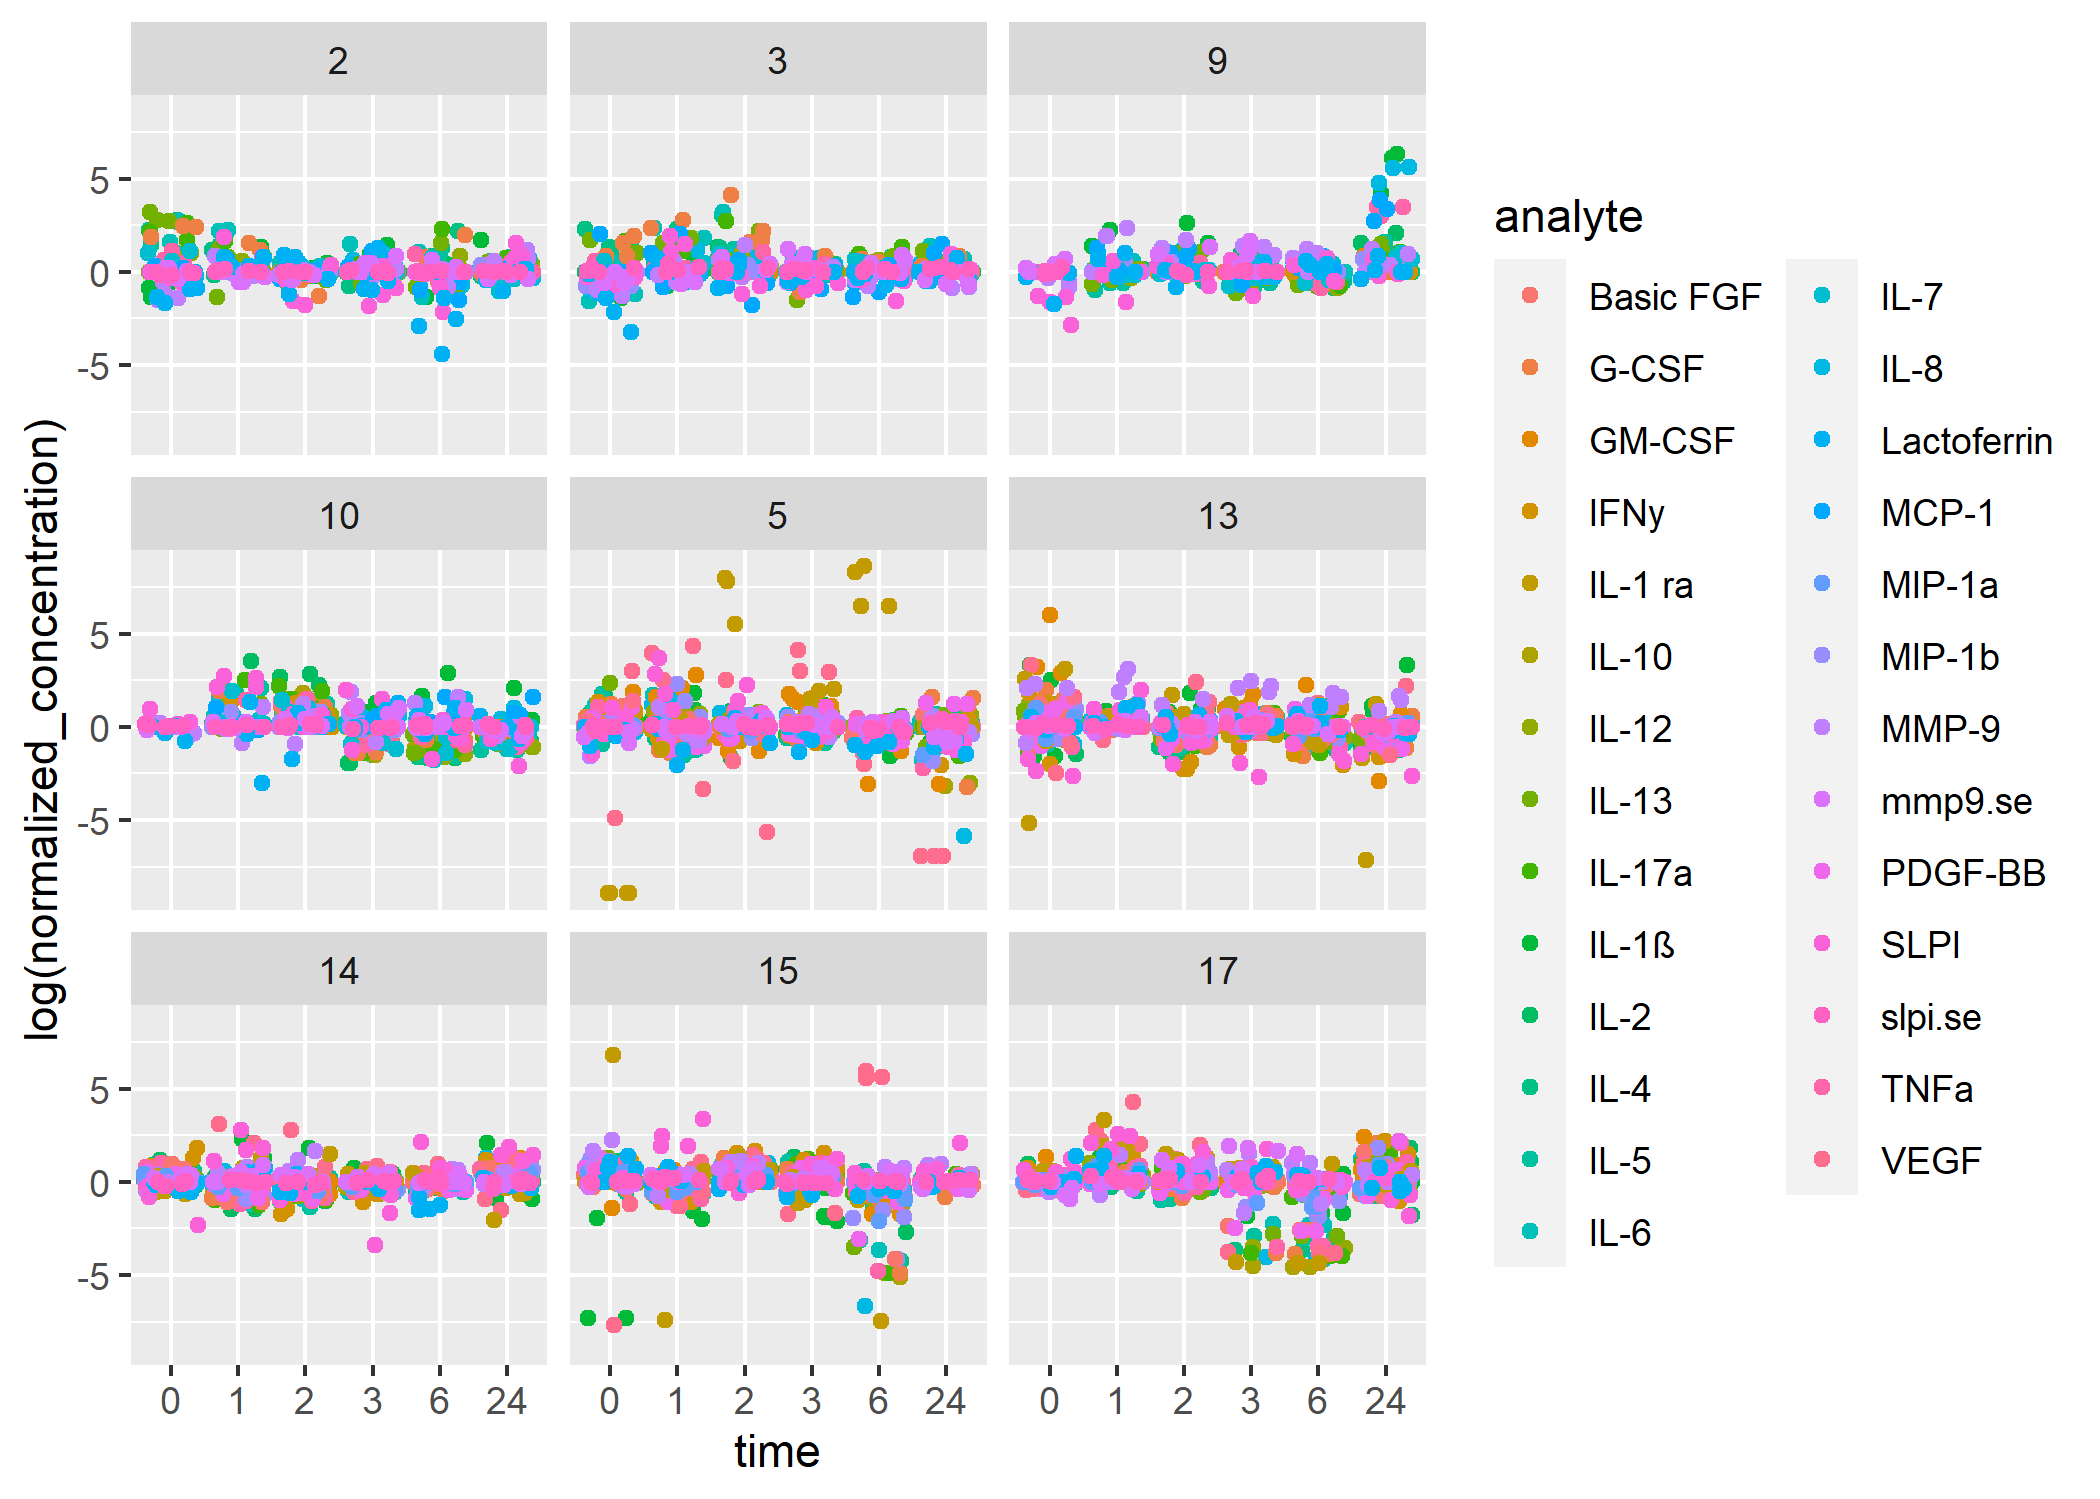 2
3
9
5
0
-5
10
5
13
5
0
-5
14
15
17
5
0
-5
0 1 2 3 6 24
0 1 2 3 6 24
0 1 2 3 6 24
time
log(normalized_concentration)
analyte
Basic FGF
G-CSF
GM-CSF
IFNy
IL-1 ra
IL-10
IL-12
IL-13
IL-17a
IL-1ß
IL-2
IL-4
IL-5
IL-6
IL-7
IL-8
Lactoferrin
MCP-1
MIP-1a
MIP-1b
MMP-9
mmp9.se
PDGF-BB
SLPI
slpi.se
TNFa
VEGF